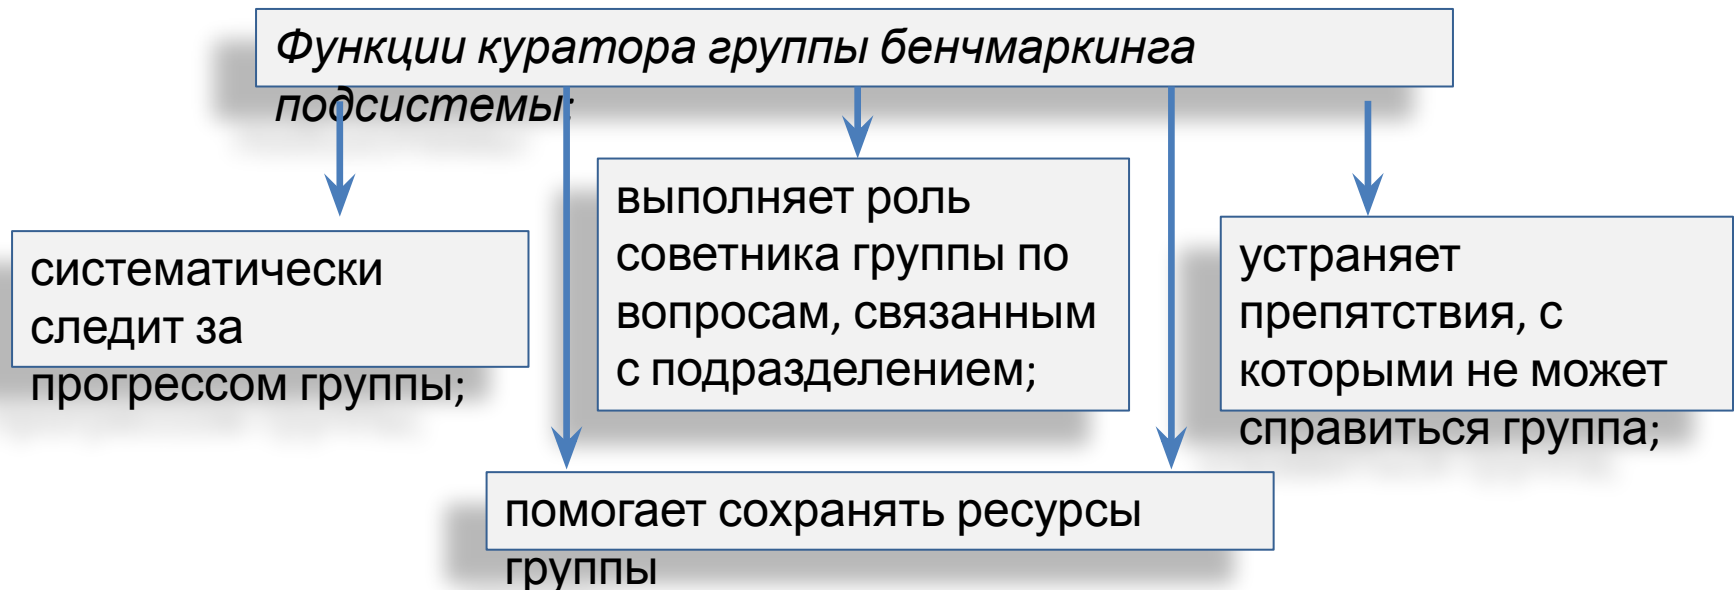 Функции куратора группы бенчмаркинга
подсистемы:
систематически
следит за
прогрессом группы;
выполняет роль
советника группы по
вопросам, связанным
с подразделением;
устраняет
препятствия, с
которыми не может
справиться группа;
помогает сохранять ресурсы
группы